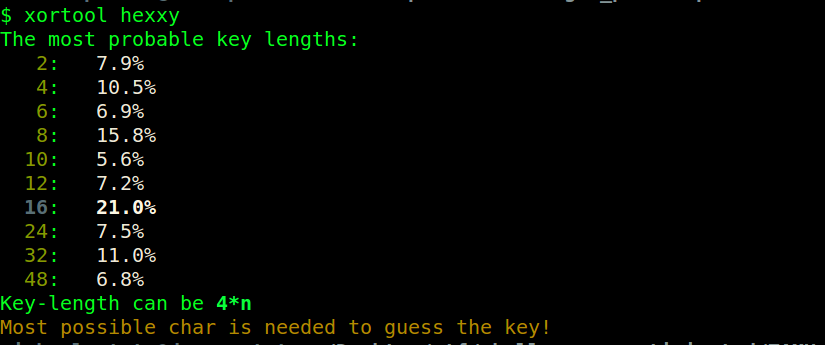 $ xortool hexxy
The most probable key lengths:
2: 7.9%
4: 10.5%
6: 6.9%
8: 15.8%
10: 5.6%
12: 7.2%
16: 21.0%
24: 7.5%
32: 11.0%
48: 6.8%
Key-length can be 4*n
Most possible char is needed to guess the key!